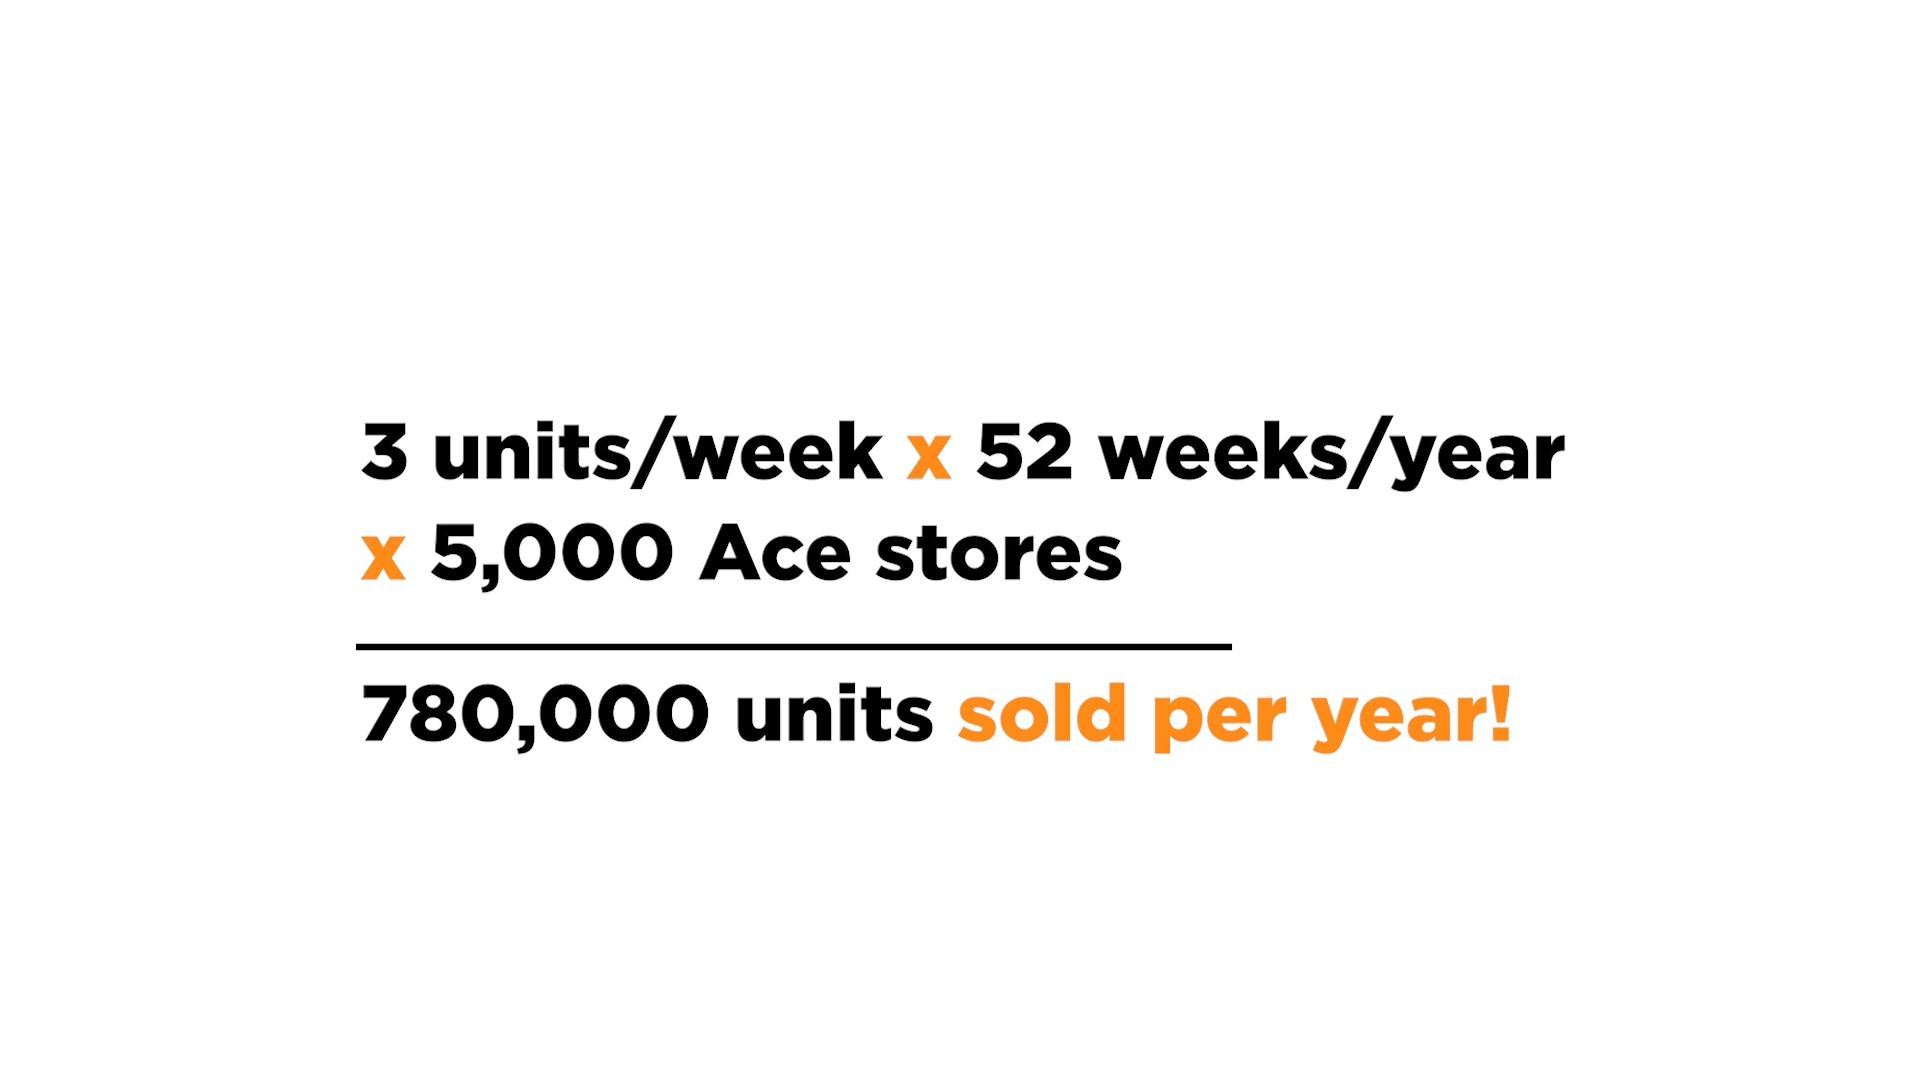 3 units/week x 52 weeks/year
x 5,000 Ace stores
780,000 units sold per year!